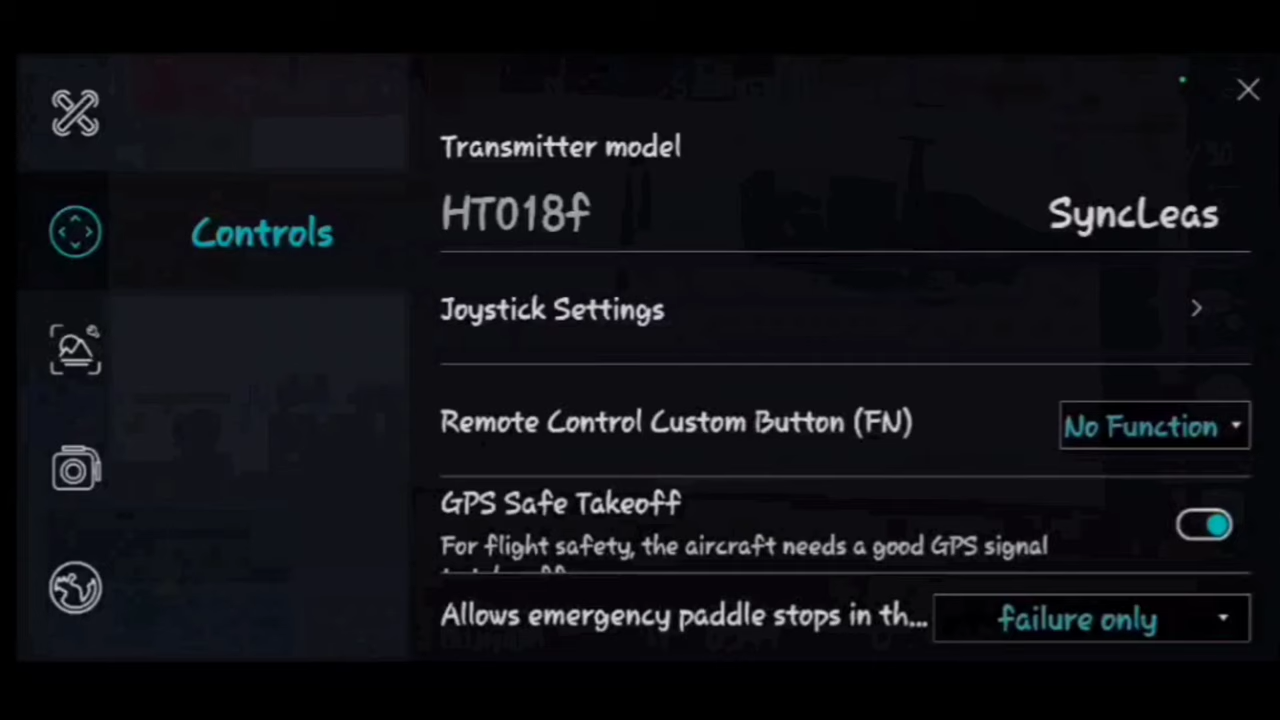 Transmitter model
HT018f
SyncLeas
Controls
Joystick Settings
Remote Control Custom Button (FN)
No Function
GPS Safe Takeoff
For flight safety, the aircraft needs a good GPS signal
Allows emergency paddle stops in th...
failure only